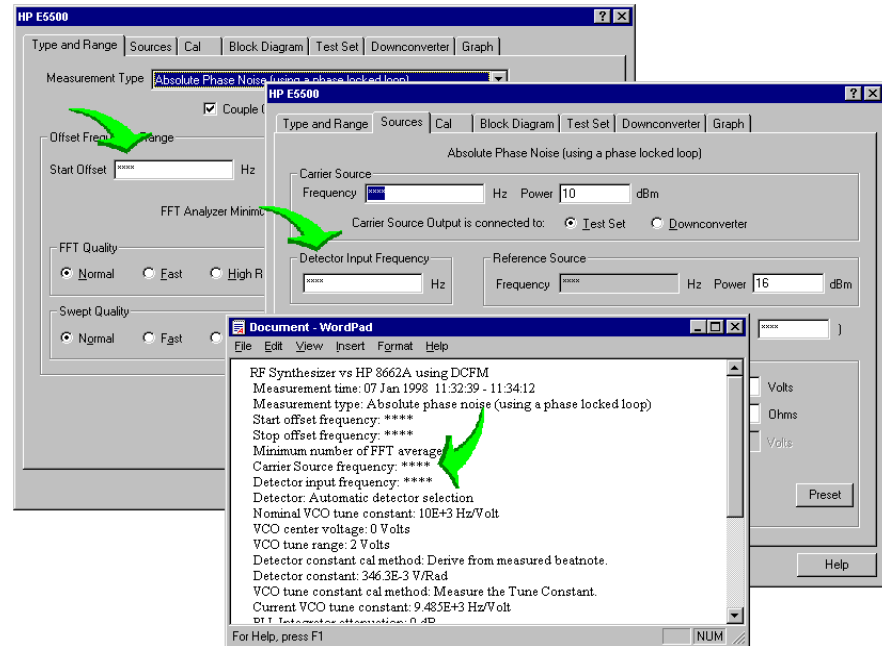 HP E5500
Type and Range Sources Cal Block Diagram Test Set Downconverter Graph
Measurement Type Absolute Phase Noise (using a phase locked loop)
Couple
Offset Range
Start Offset **** Hz
FFT Analyzer
FFT Quality
Normal Fast High R
Swept Quality
Normal Fast
HP E5500
Type and Range Sources Cal Block Diagram Test Set Downconverter Graph
Absolute Phase Noise (using a phase locked loop)
Carrier Source
Frequency **** Hz Power 10 dBm
Carrier Source Output is connected to: Test Set Downconverter
Detector Input Frequency
**** Hz
Reference Source
Frequency **** Hz Power 16 dBm
**** )
Volts
Ohms
Volts
Preset
Help
Document - WordPad
File Edit View Insert Format Help
RF Synthesizer vs HP 8662A using DCFM
Measurement time: 07 Jan 1998 11:32:39 - 11:34:12
Measurement type: Absolute phase noise (using a phase locked loop)
Start offset frequency: ****
Stop offset frequency: ****
Minimum number of FFT average
Carrier Source frequency: ****
Detector input frequency: ****
Detector: Automatic detector selection
Nominal VCO tune constant: 10E+3 Hz/Volt
VCO center voltage: 0 Volts
VCO tune range: 2 Volts
Detector constant cal method: Derive from measured beatnote.
Detector constant: 346.3E-3 V/Rad
VCO tune constant cal method: Measure the Tune Constant.
Current VCO tune constant: 9.485E+3 Hz/Volt
PLL Integrator attenuation: 0 dB
For Help, press F1 NUM